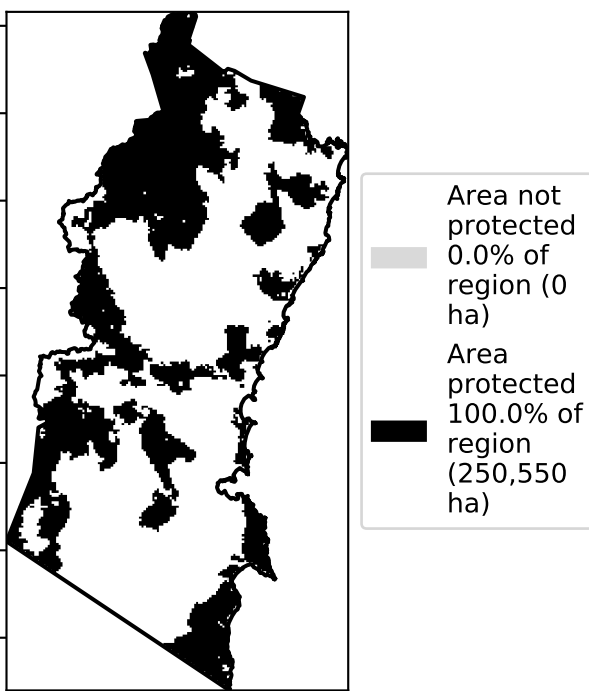 Area not
protected
0.0% of
region (0
ha)
Area
protected
100.0% of
region
(250,550
ha)